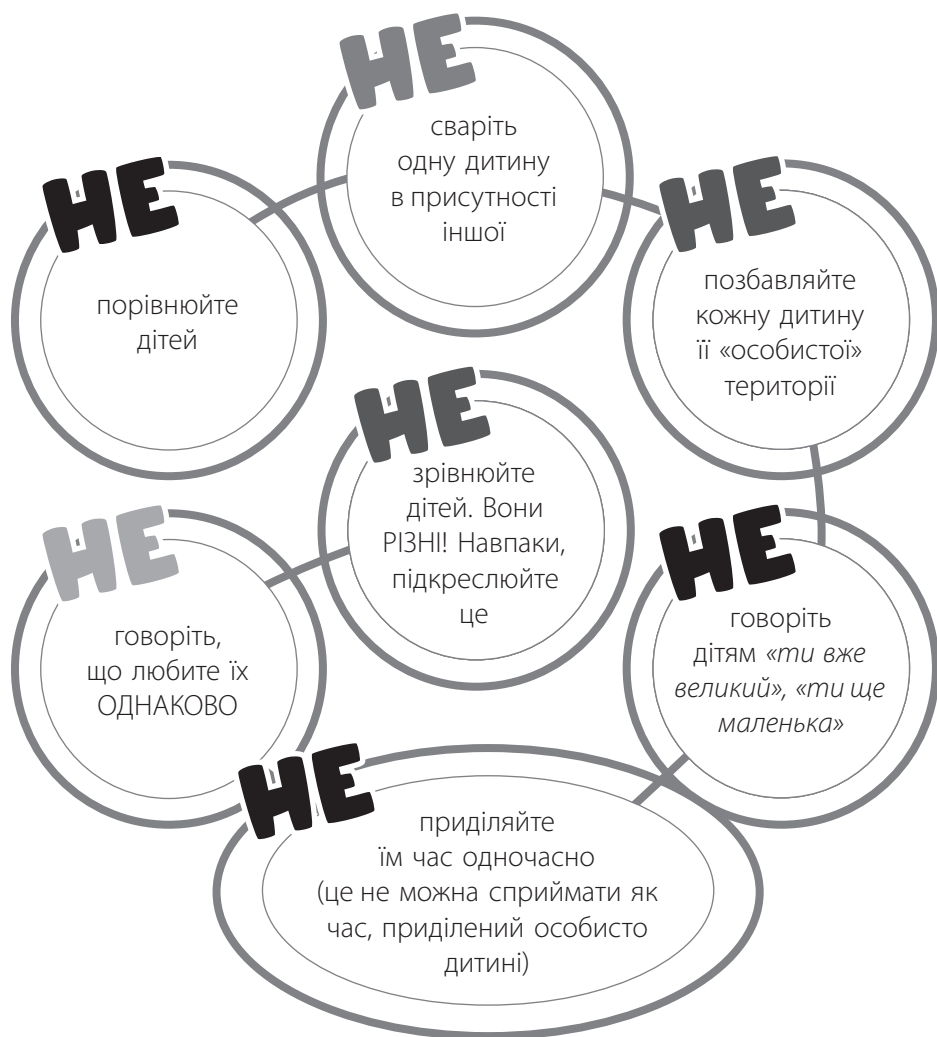 НЕ
порівнюйте
дітей
НЕ
сваріть
одну дитину
в присутності
іншої
НЕ
позбавляйте
кожну дитину
її «особистої»
території
НЕ
говоріть
дітям «ти вже
великий», «ти ще
маленька»
НЕ
приділяйте
їм час одночасно
(це не можна сприймати як
час, приділений особисто
дитині)
НЕ
говоріть,
що любите їх
ОДНАКОВО
НЕ
зрівнюйте
дітей. Вони
РІЗНІ! Навпаки,
підкреслюйте
це